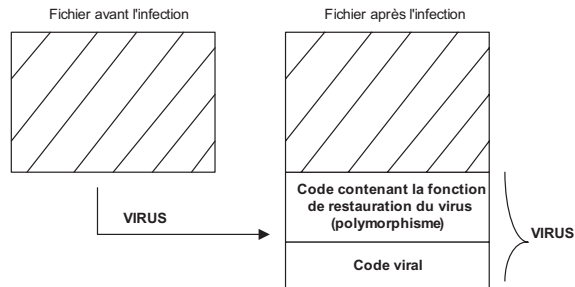 Fichier avant l'infection
Fichier après l'infection
Code contenant la fonction
de restauration du virus
(polymorphisme)
VIRUS
VIRUS
Code viral